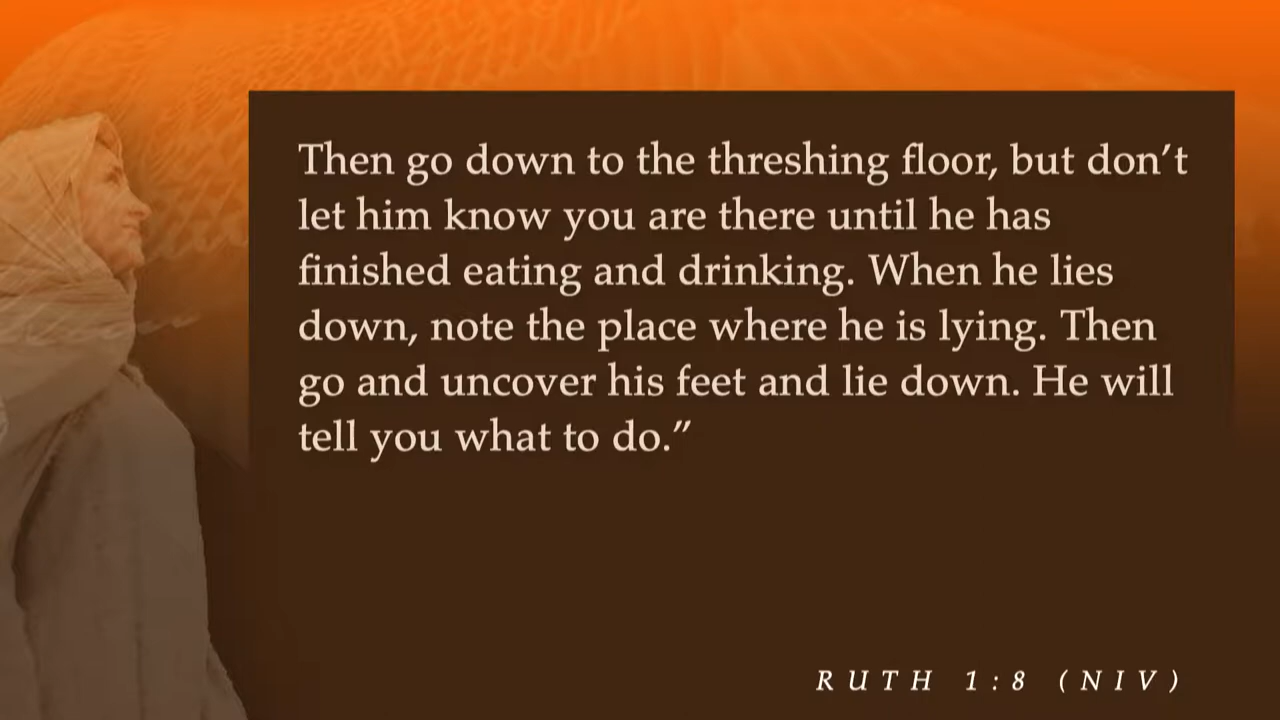 Then go down to the threshing floor, but don’t
let him know you are there until he has
finished eating and drinking. When he lies
down, note the place where he is lying. Then
go and uncover his feet and lie down. He will
tell you what to do.”
RUTH 1:8 (NIV)